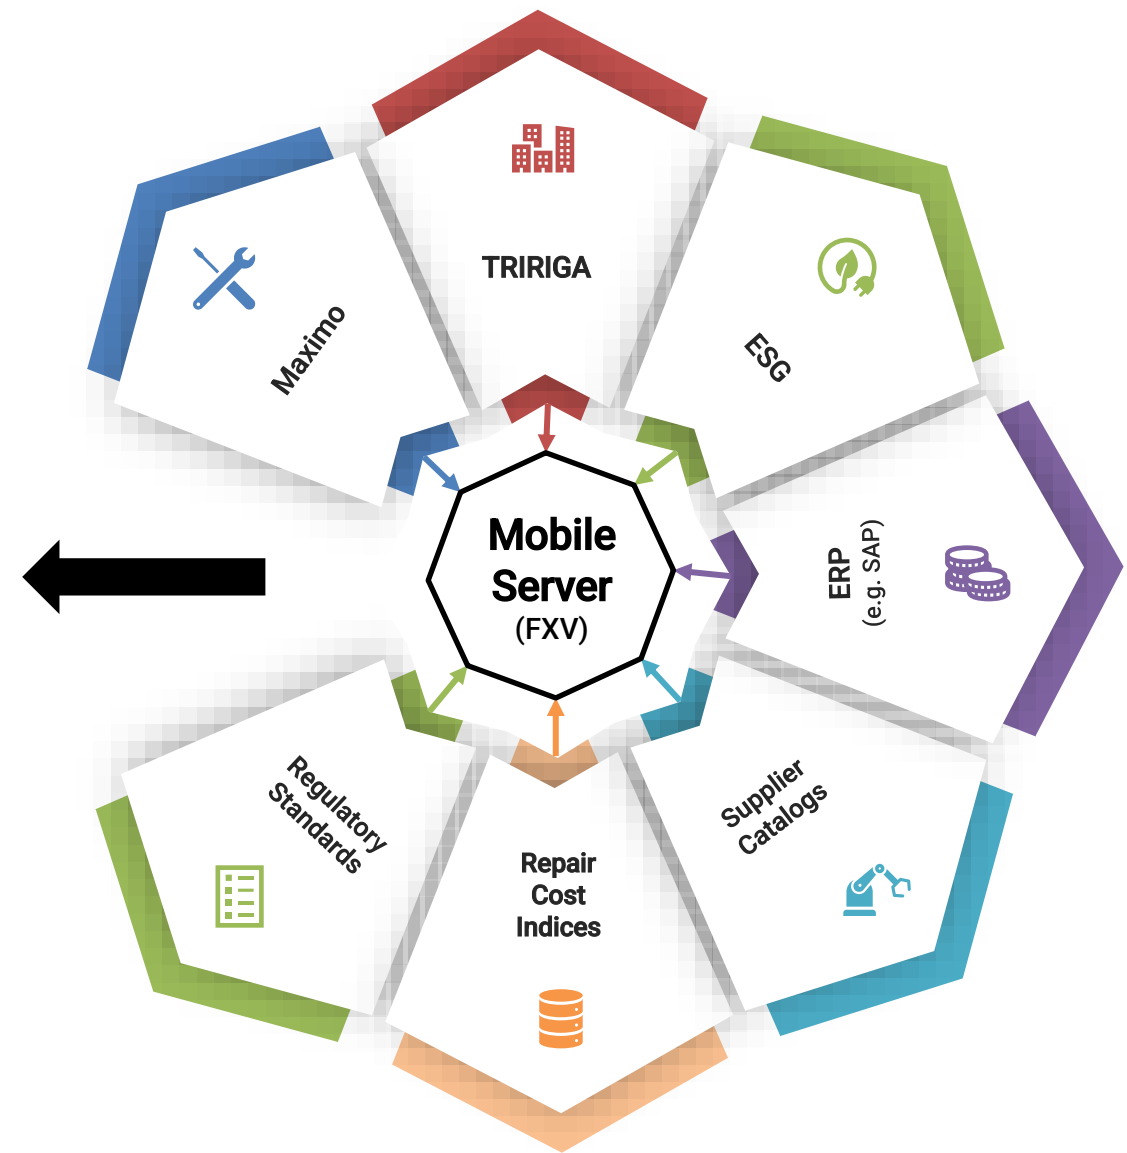 TRIRIGA
Maximo
ESG
Mobile
Server
(FXV)
ERP
(e.g. SAP)
Regulatory
Standards
Supplier
Catalogs
Repair
Cost
Indices